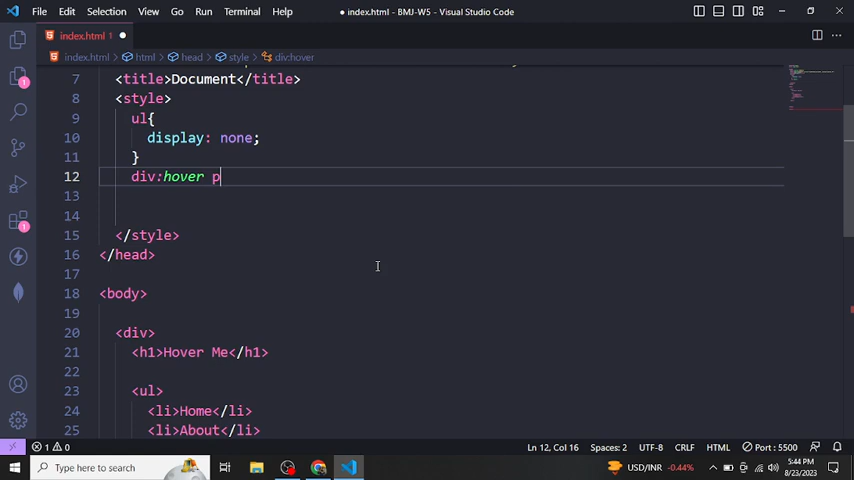 File Edit Selection View Go Run Terminal Help ● index.html - BMJ-W5 - Visual Studio Code
index.html 1 ●
index.html > html > head > style > div:hover
7 <title>Document</title>
8 <style>
9 ul{
10 display: none;
11 }
12 div:hover p
13
14
15 </style>
16 </head>
17
18 <body>
19
20 <div>
21 <h1>Hover Me</h1>
22
23 <ul>
24 <li>Home</li>
25 <li>About</li>
1
1
1 0 Ln 12, Col 16 Spaces: 2 UTF-8 CRLF HTML Port : 5500
Type here to search USD/INR -0.44% 5:44 PM
8/23/2023